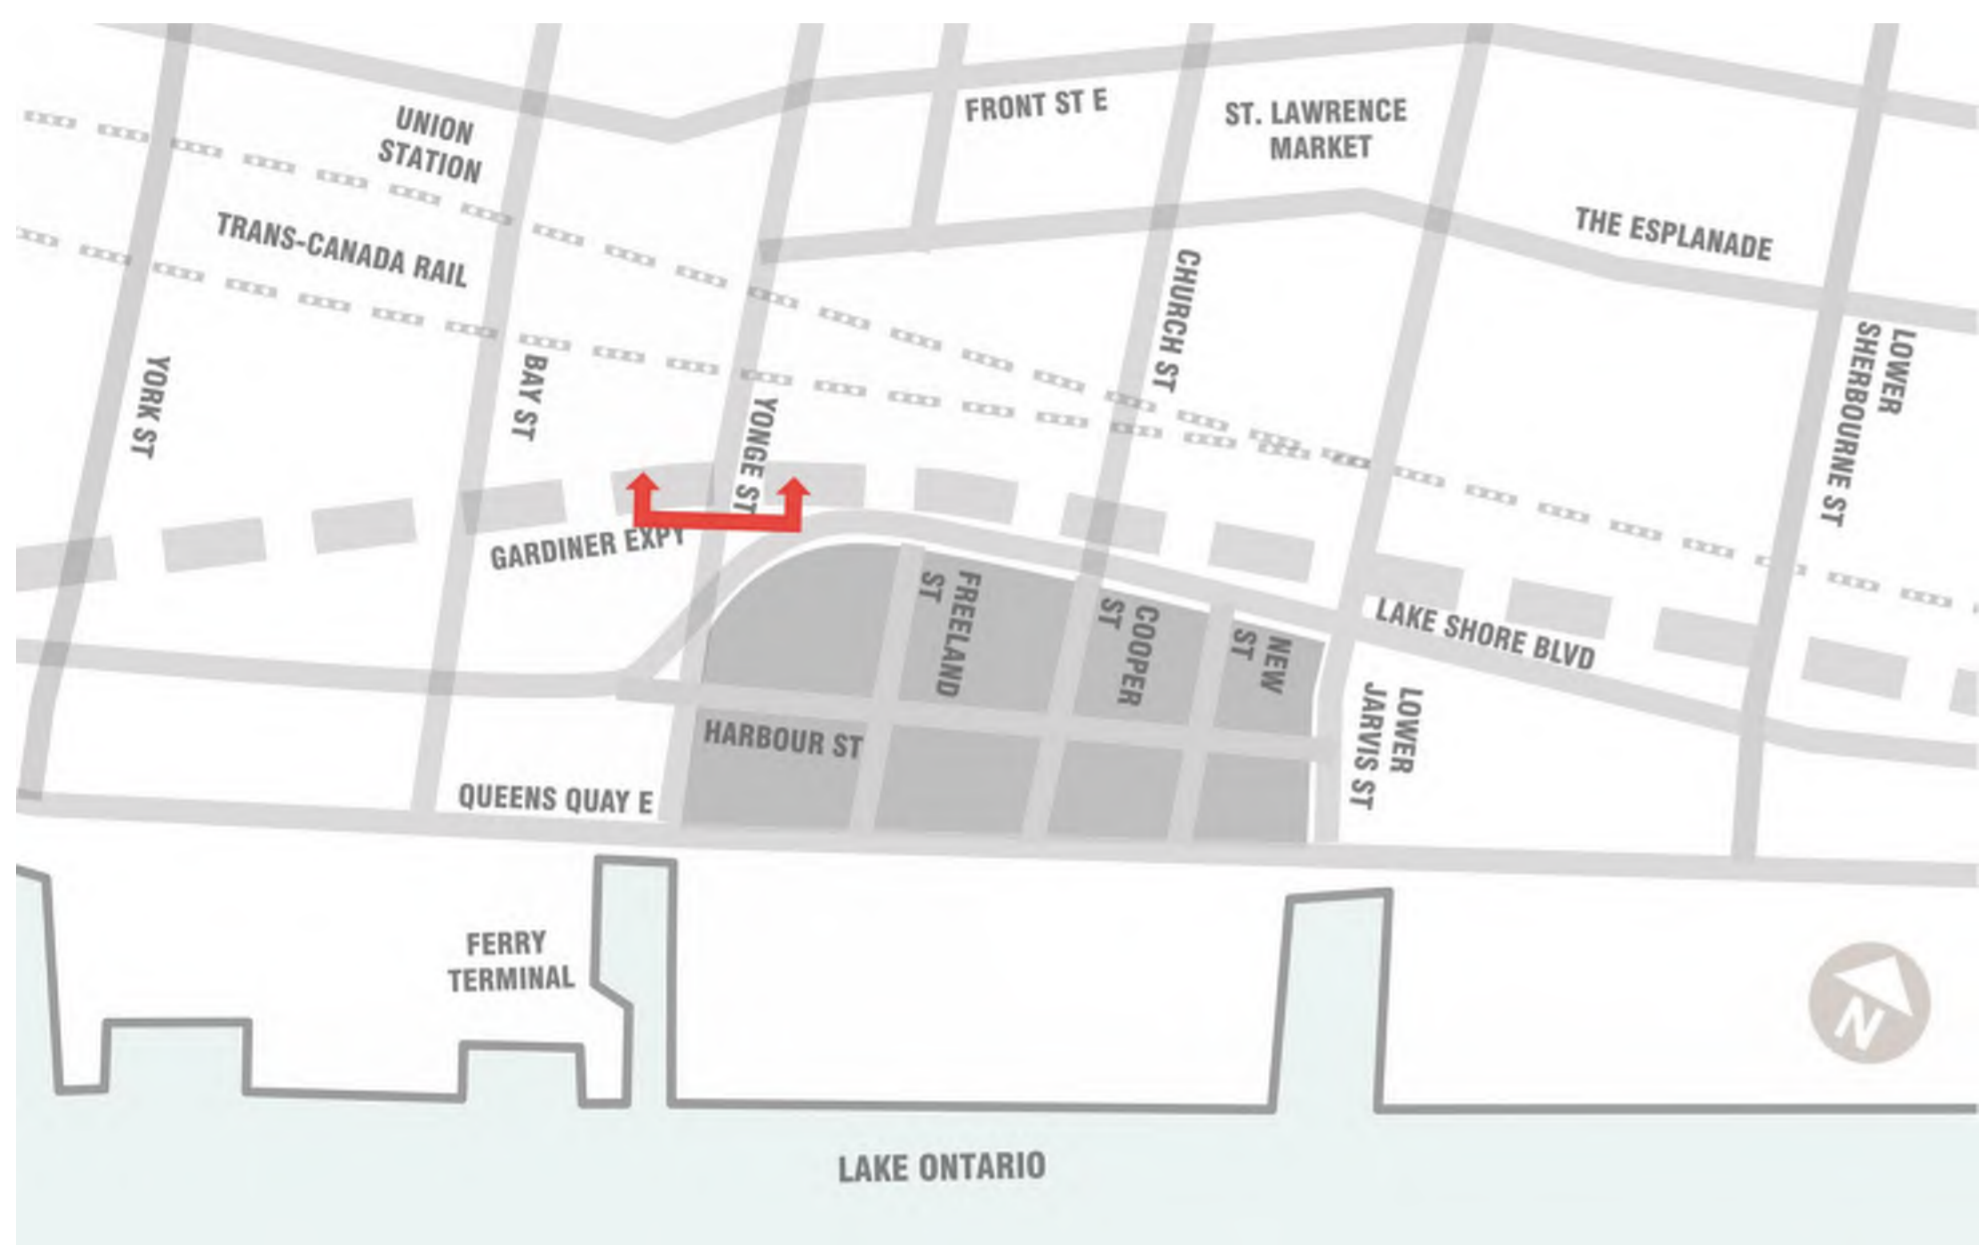 FRONT ST E
UNION
STATION
ST. LAWRENCE
MARKET
TRANS-CANADA RAIL
THE ESPLANADE
YORK ST
BAY ST
YONGE ST
CHURCH ST
LOWER
SHERBOURNE ST
GARDINER EXPY
FREELAND
ST
COOPER
ST
NEW
ST
LAKE SHORE BLVD
LOWER
JARVIS ST
HARBOUR ST
QUEENS QUAY E
FERRY
TERMINAL
N
LAKE ONTARIO